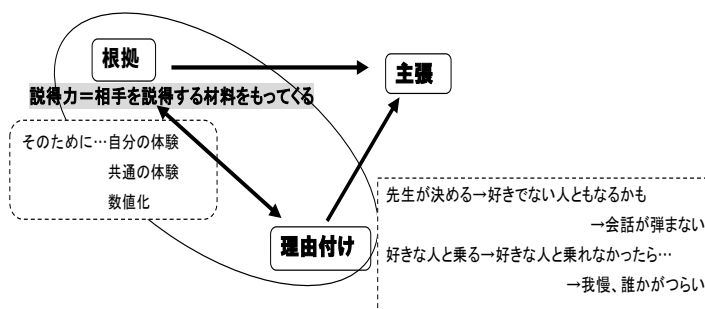 根拠
主張
説得力＝相手を説得する材料をもってくる
そのために…自分の体験
共通の体験
数値化
先生が決める→好きでない人ともなるかも
→会話が弾まない
理由付け
好きな人と乗る→好きな人と乗れなかったら…
→我慢、誰かがつらい